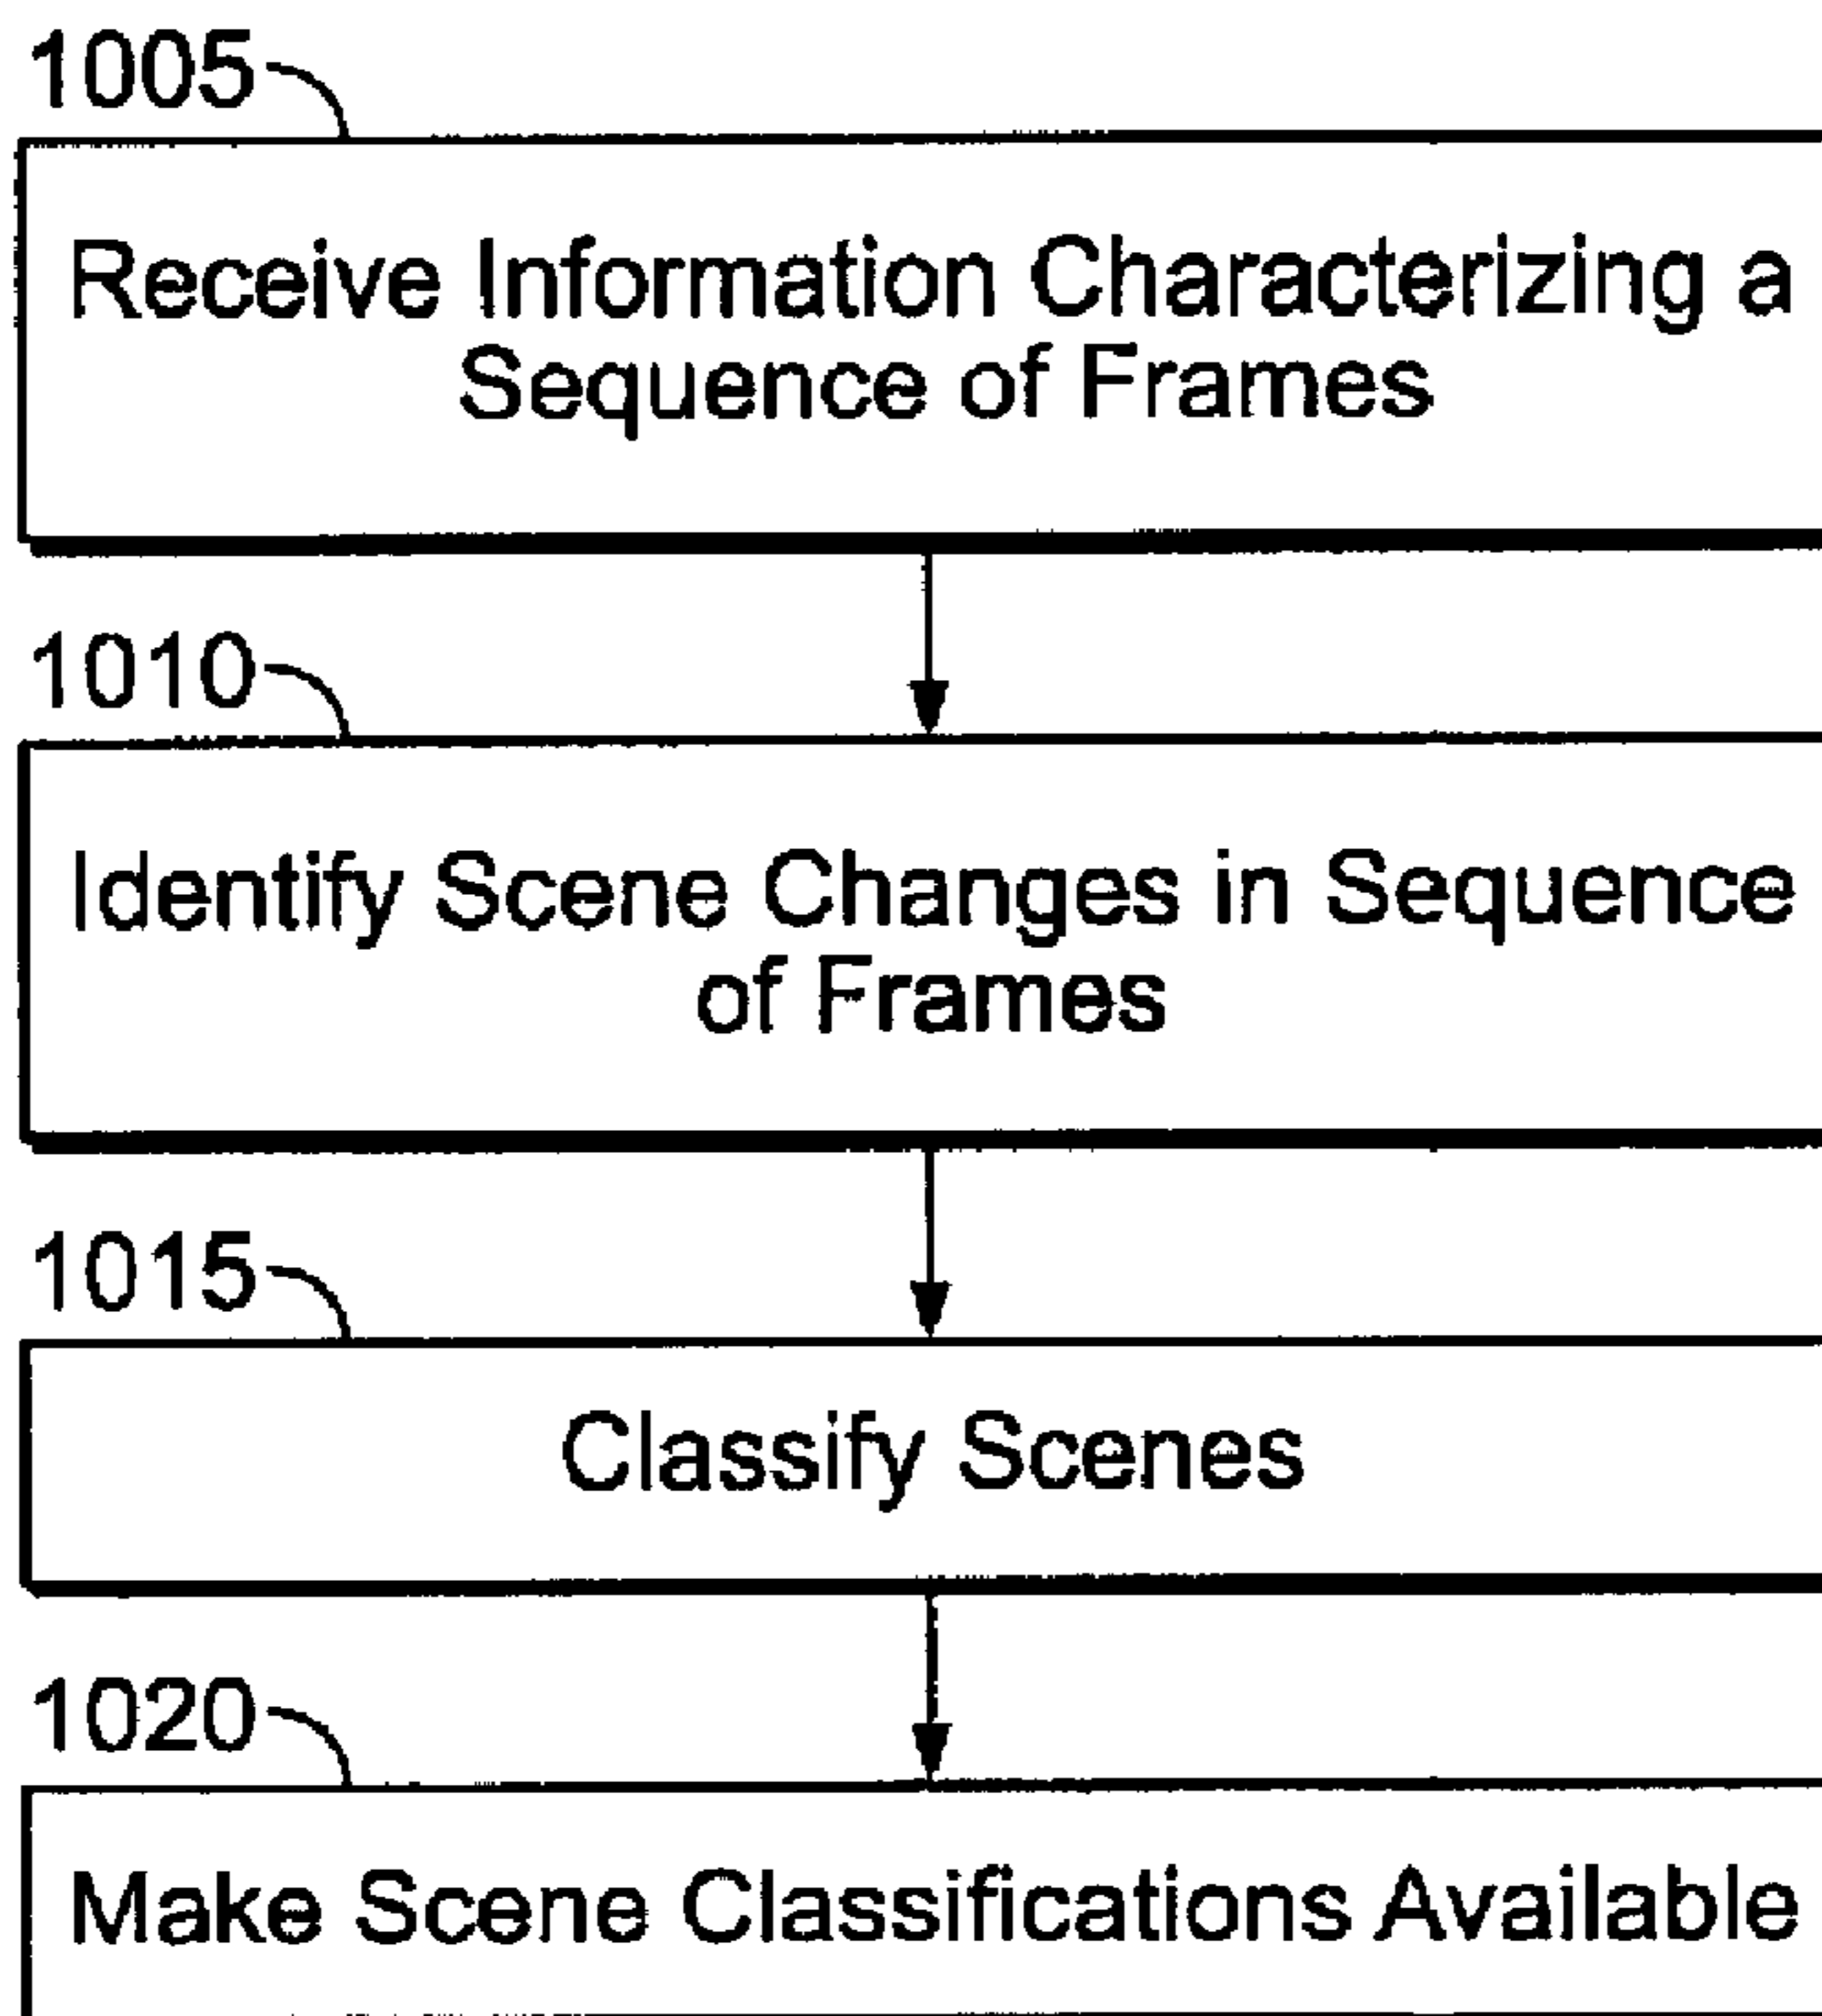 1005
Receive Information Characterizing a
Sequence of Frames
1010
Identify Scene Changes in Sequence
of Frames
1015
Classify Scenes
1020
Make Scene Classifications Available